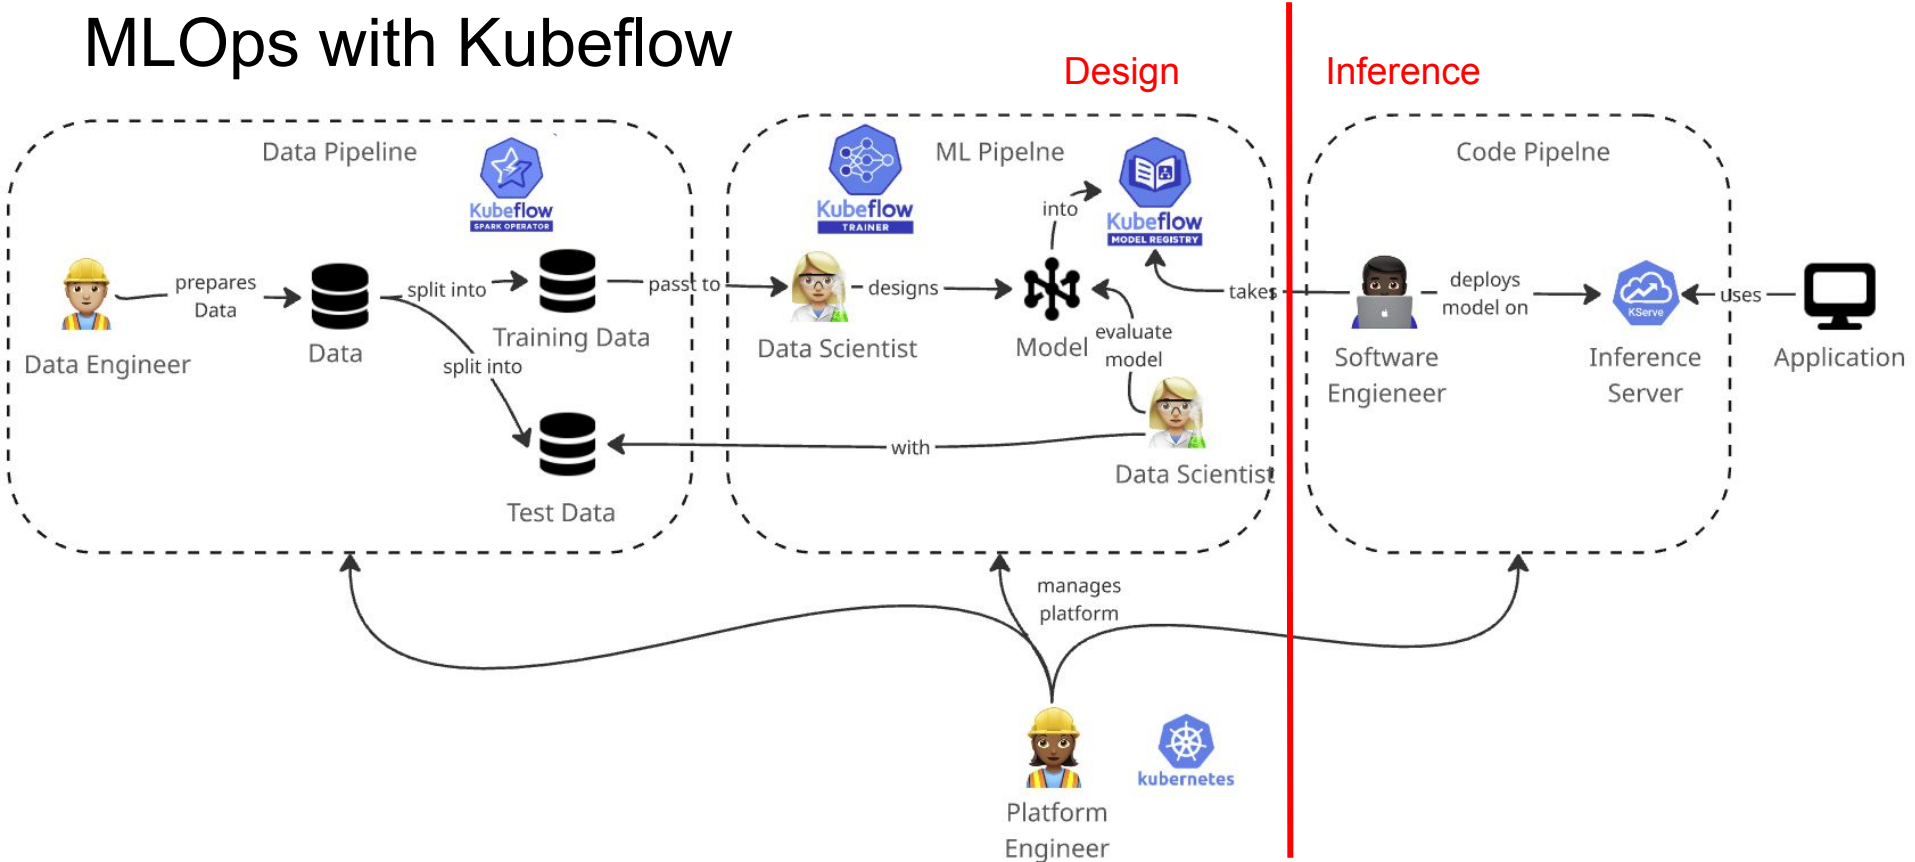 MLOps with Kubeflow
Design
Inference
Data Pipeline
Kubeflow
SPARK OPERATOR
Data Engineer
prepares
Data
Data
split into
Training Data
split into
Test Data
passt to
ML Pipelne
Kubeflow
TRAINER
Kubeflow
MODEL REGISTRY
Data Scientist
designs
Model
into
evaluate
model
Data Scientist
with
takes
Code Pipelne
Software
Engieneer
deploys
model on
KServe
Inference
Server
uses
Application
manages
platform
Platform
Engineer
kubernetes